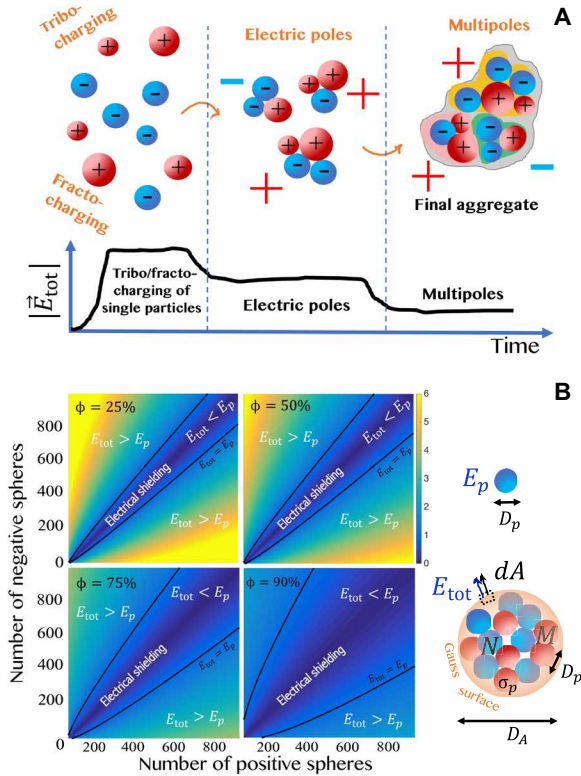 A
Tribo-
charging
Electric poles
Multipoles
Fracto-
charging
Final aggregate
|E⃗tot|
Tribo/fracto-
charging of
single particles
Electric poles
Multipoles
Time
B
Number of negative spheres
ϕ = 25%
Etot > Ep
Etot < Ep
Etot = Ep
Electrical shielding
Etot > Ep
800
600
400
200
0
ϕ = 50%
Etot > Ep
Etot < Ep
Etot = Ep
Electrical shielding
Etot > Ep
6
5
4
3
2
1
0
ϕ = 75%
Etot > Ep
Etot < Ep
Etot = Ep
Electrical shielding
Etot > Ep
800
600
400
200
0
200 400 600 800
ϕ = 90%
Etot < Ep
Etot = Ep
Electrical shielding
Etot > Ep
200 400 600 800
Number of positive spheres
Ep
Dp
Etot
dA
N
M
σp
Dp
Gauss surface
DA